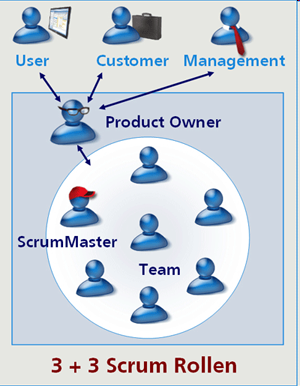 User Customer Management
Product Owner
ScrumMaster
Team
3 + 3 Scrum Rollen